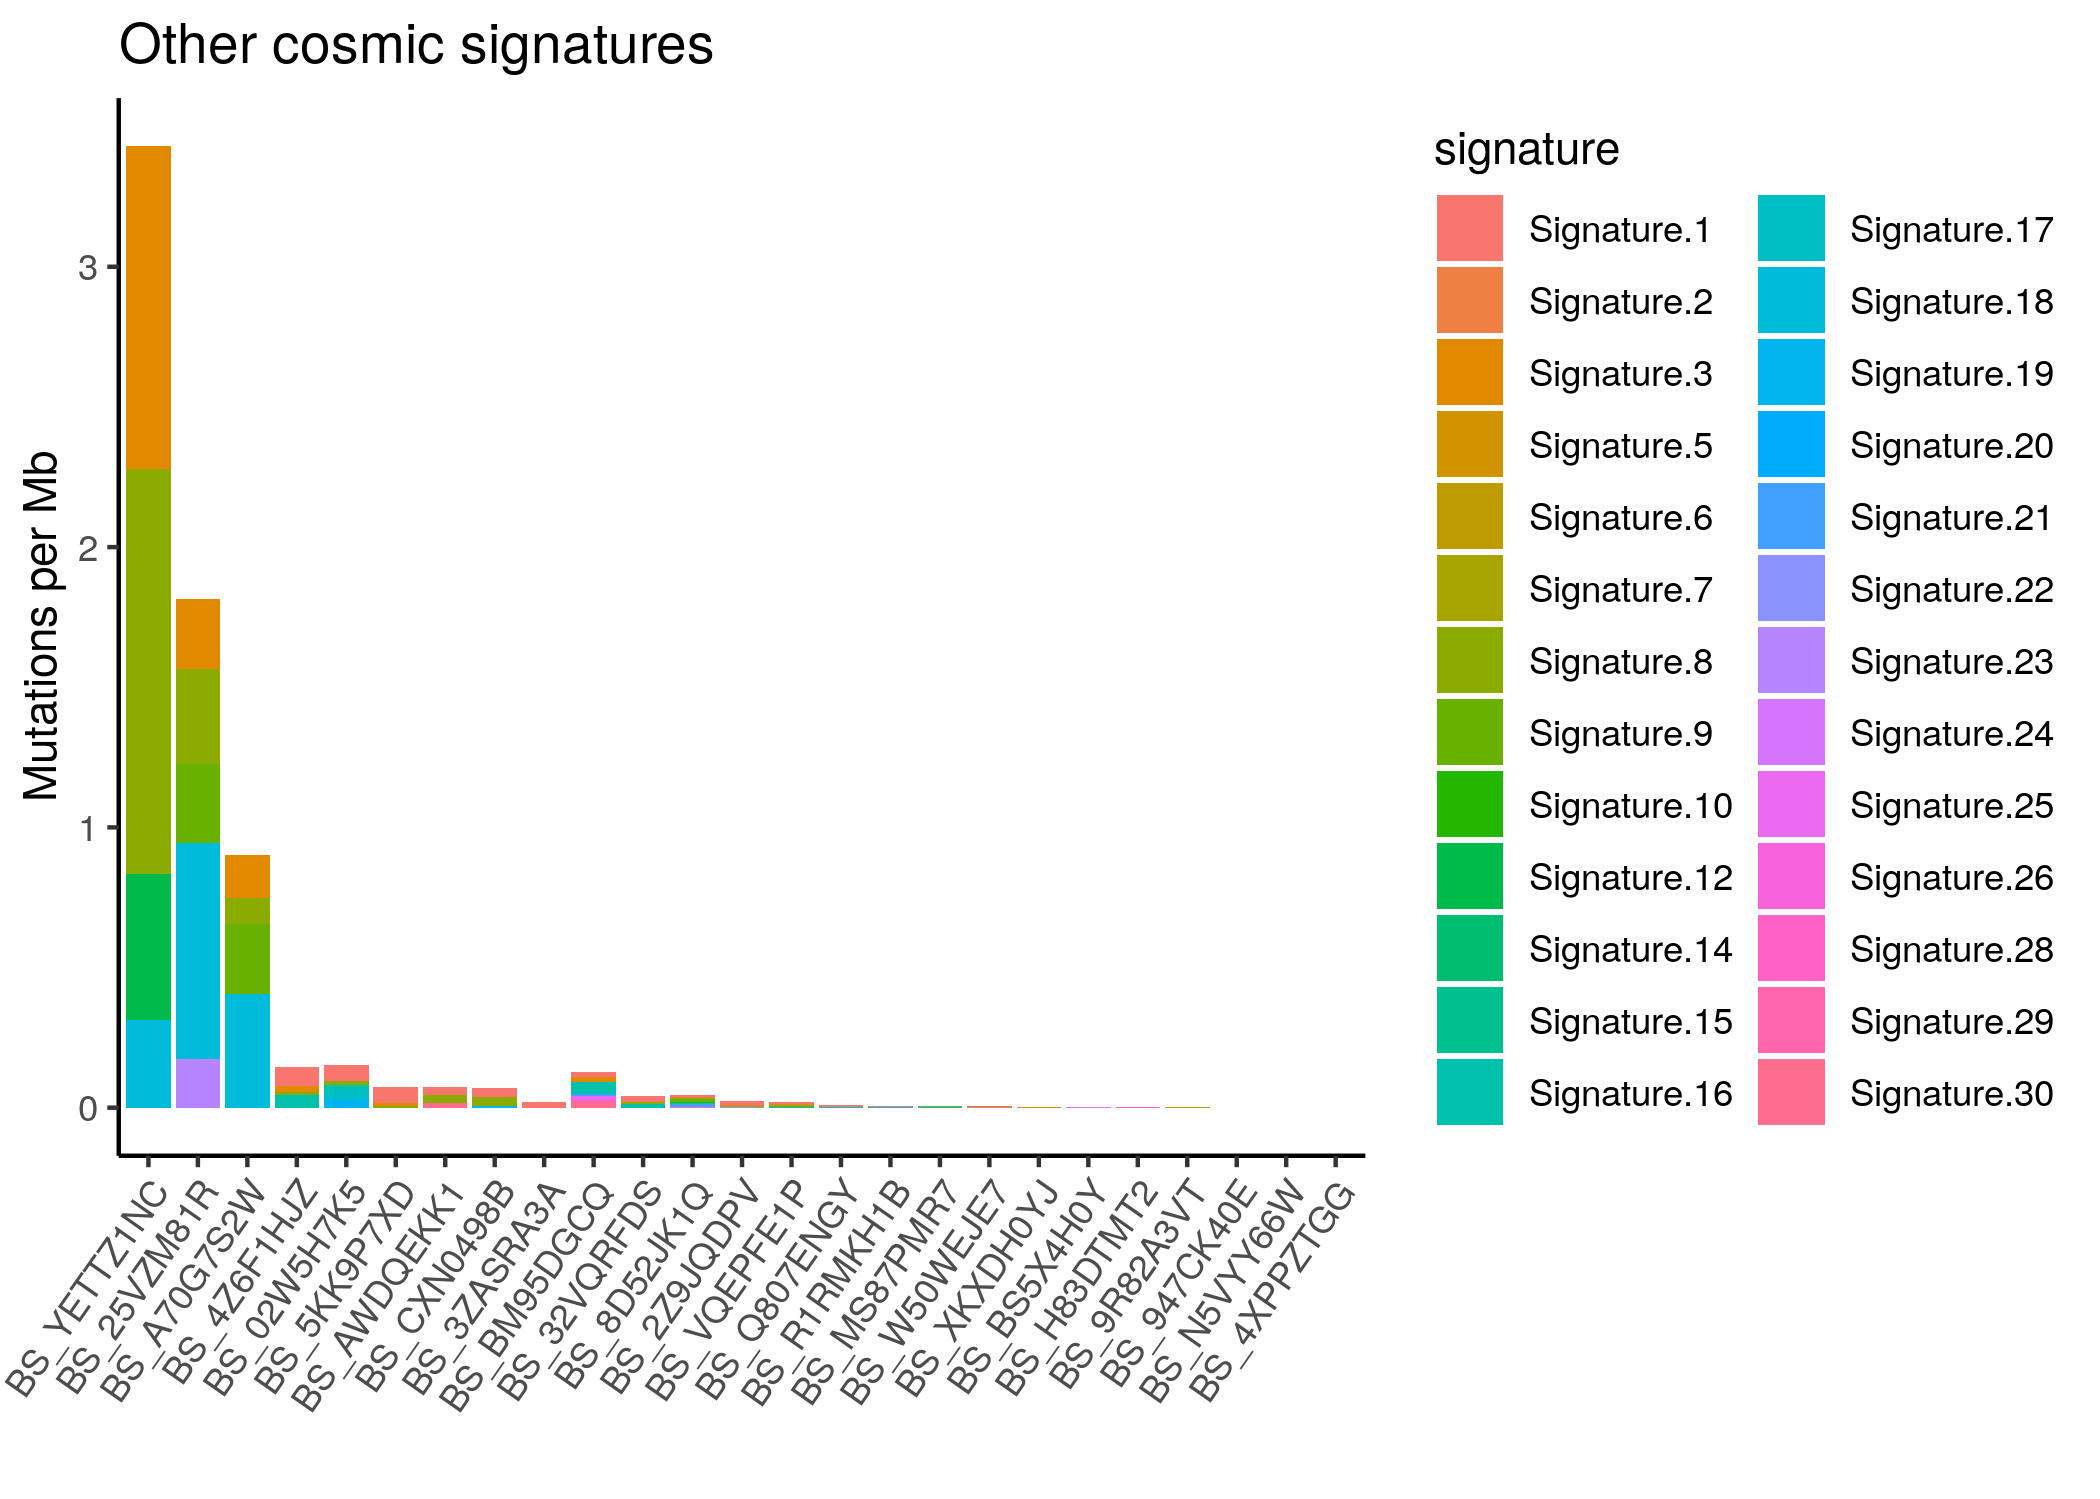 Other cosmic signatures
Mutations per Mb
3
2
1
0
BS_YETTZ1NC
BS_25VZM81R
BS_A70G7S2W
BS_4Z6F1HJZ
BS_02W5H7K5
BS_5KK9P7XD
BS_AWDQEKK1
BS_CXN0498B
BS_3ZASRA3A
BS_BM95DGCQ
BS_32VQRFDS
BS_8D52JK1Q
BS_2Z9JQDPV
BS_VQEPFE1P
BS_Q807ENGY
BS_R1RMKH1B
BS_MS87PMR7
BS_W50WEJE7
BS_XKXDH0YJ
BS_BS5X4H0Y
BS_H83DTMT2
BS_9R82A3VT
BS_947CK40E
BS_N5VYY66W
BS_4XPPZTGG
signature
Signature.1
Signature.2
Signature.3
Signature.5
Signature.6
Signature.7
Signature.8
Signature.9
Signature.10
Signature.12
Signature.14
Signature.15
Signature.16
Signature.17
Signature.18
Signature.19
Signature.20
Signature.21
Signature.22
Signature.23
Signature.24
Signature.25
Signature.26
Signature.28
Signature.29
Signature.30